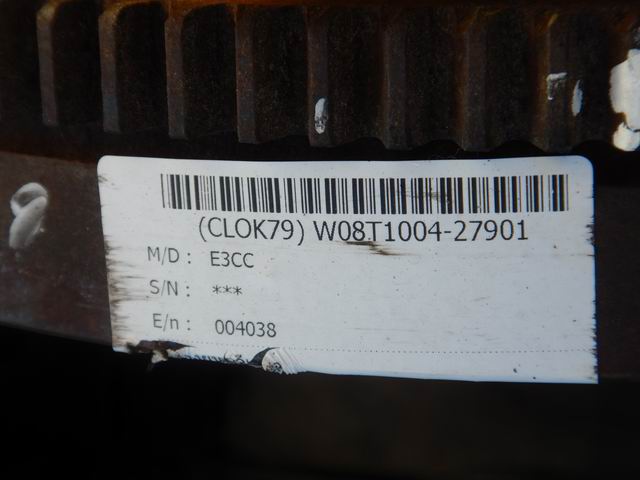 (CLOK79) W08T1004-27901
M/D : E3CC
S/N : ***
E/n : 004038